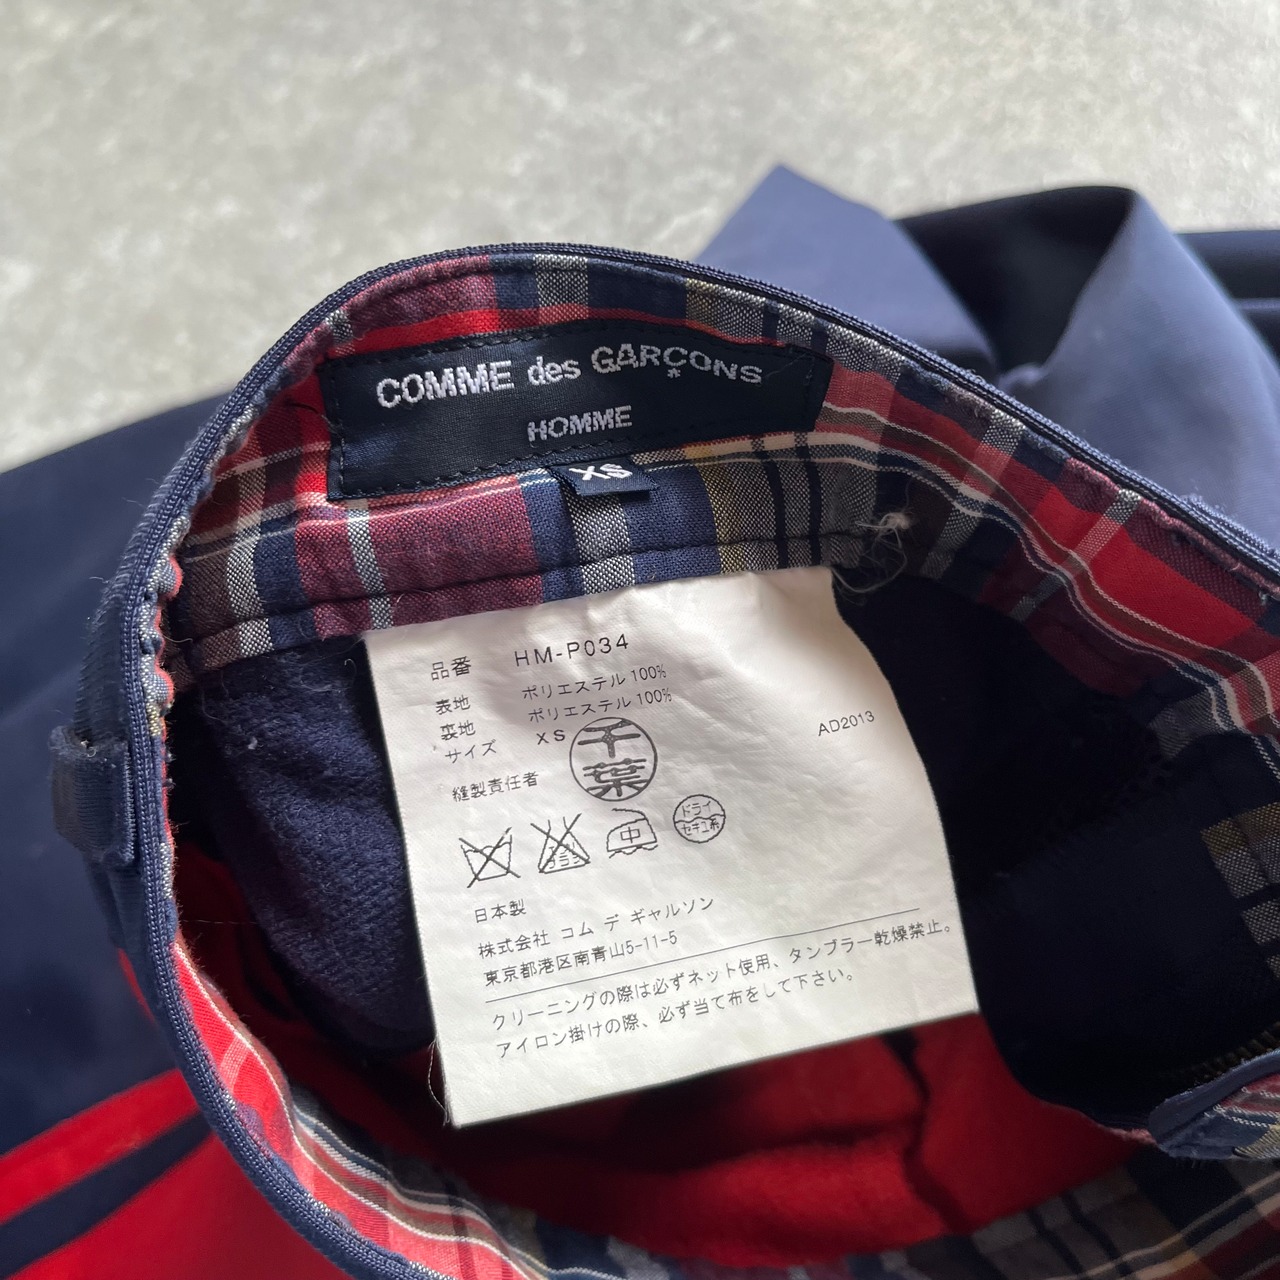 COMME des GARÇONS
HOMME
XS
品番 HM-P034
表地 ポリエステル 100%
裏地 ポリエステル 100%
サイズ XS
縫製責任者 千葉
AD2013
エンソ サラシ 中 ドライ セキユ系
日本製
株式会社 コム デ ギャルソン
東京都港区南青山5-11-5
クリーニングの際は必ずネット使用、タンブラー乾燥禁止。
アイロン掛けの際、必ず当て布をして下さい。